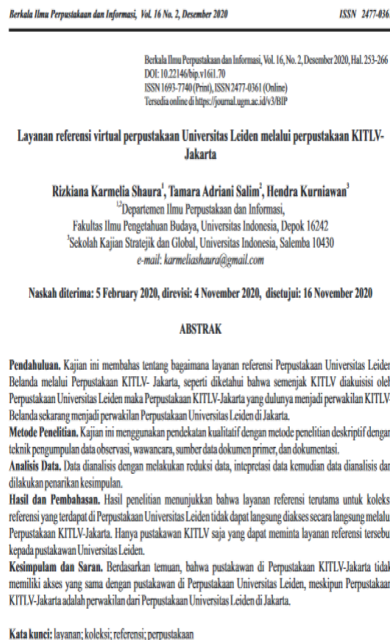 Berkala Ilmu Perpustakaan dan Informasi, Vol. 16 No. 2, Desember 2020 ISSN 2477-036
Berkala Ilmu Perpustakaan dan Informasi, Vol. 16, No. 2, Desember 2020, Hal. 253-266
DOI: 10.22146/bip.v16i1.70
ISSN 1693-7740 (Print), ISSN 2477-0361 (Online)
Tersedia online di https://journal.ugm.ac.id/v3/BIP
Layanan referensi virtual perpustakaan Universitas Leiden melalui perpustakaan KITLV-
Jakarta
Rizkiana Karmelia Shaura1, Tamara Adriani Salim2, Hendra Kurniawan3
1,2Departemen Ilmu Perpustakaan dan Informasi,
Fakultas Ilmu Pengetahuan Budaya, Universitas Indonesia, Depok 16242
3Sekolah Kajian Stratejik dan Global, Universitas Indonesia, Salemba 10430
e-mail: karmeliashaura@gmail.com
Naskah diterima: 5 February 2020, direvisi: 4 November 2020, disetujui: 16 November 2020
ABSTRAK
Pendahuluan. Kajian ini membahas tentang bagaimana layanan referensi Perpustakaan Universitas Leiden
Belanda melalui Perpustakaan KITLV- Jakarta, seperti diketahui bahwa semenjak KITLV diakuisisi oleh
Perpustakaan Universitas Leiden maka Perpustakaan KITLV-Jakarta yang dulunya menjadi perwakilan KITLV-
Belanda sekarang menjadi perwakilan Perpustakaan Universitas Leiden di Jakarta.
Metode Penelitian. Kajian ini menggunakan pendekatan kualitatif dengan metode penelitian deskriptif dengan
teknik pengumpulan data observasi, wawancara, sumber data dokumen primer, dan dokumentasi.
Analisis Data. Data dianalisis dengan melakukan reduksi data, intepretasi data kemudian data dianalisis dan
dilakukan penarikan kesimpulan.
Hasil dan Pembahasan. Hasil penelitian menunjukkan bahwa layanan referensi terutama untuk koleks
referensi yang terdapat di Perpustakaan Universitas Leiden tidak dapat langsung diakses secara langsung melalu
Perpustakaan KITLV-Jakarta. Hanya pustakawan KITLV saja yang dapat meminta layanan referensi tersebu
kepada pustakawan Universitas Leiden.
Kesimpulam dan Saran. Berdasarkan temuan, bahwa pustakawan di Perpustakaan KITLV-Jakarta tidak
memiliki akses yang sama dengan pustakawan di Perpustakaan Universitas Leiden, meskipun Perpustakaan
KITLV-Jakarta adalah perwakilan dari Perpustakaan Universitas Leiden di Jakarta.
Kata kunci: layanan; koleksi; referensi; perpustakaan